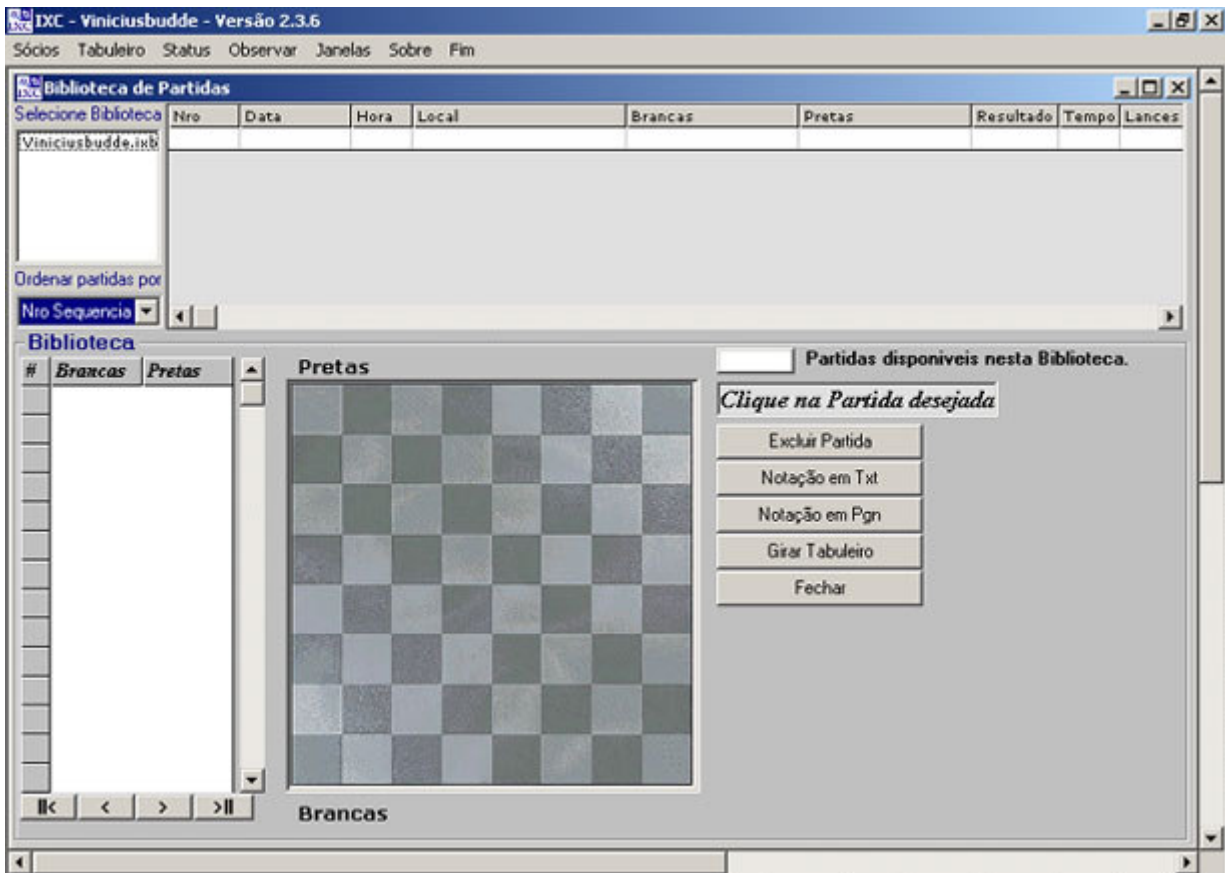 IXC - Viniciusbudde - Versão 2.3.6
Sócios Tabuleiro Status Observar Janelas Sobre Fim
Biblioteca de Partidas
Selecione Biblioteca Nro Data Hora Local Brancas Pretas Resultado Tempo Lances
Viniciusbudde.ixb
Ordenar partidas por
Nro Sequencia
Biblioteca
# Brancas Pretas
Pretas
Partidas disponiveis nesta Biblioteca.
Clique na Partida desejada
Excluir Partida
Notação em Txt
Notação em Pgn
Girar Tabuleiro
Fechar
||< < > >||
Brancas